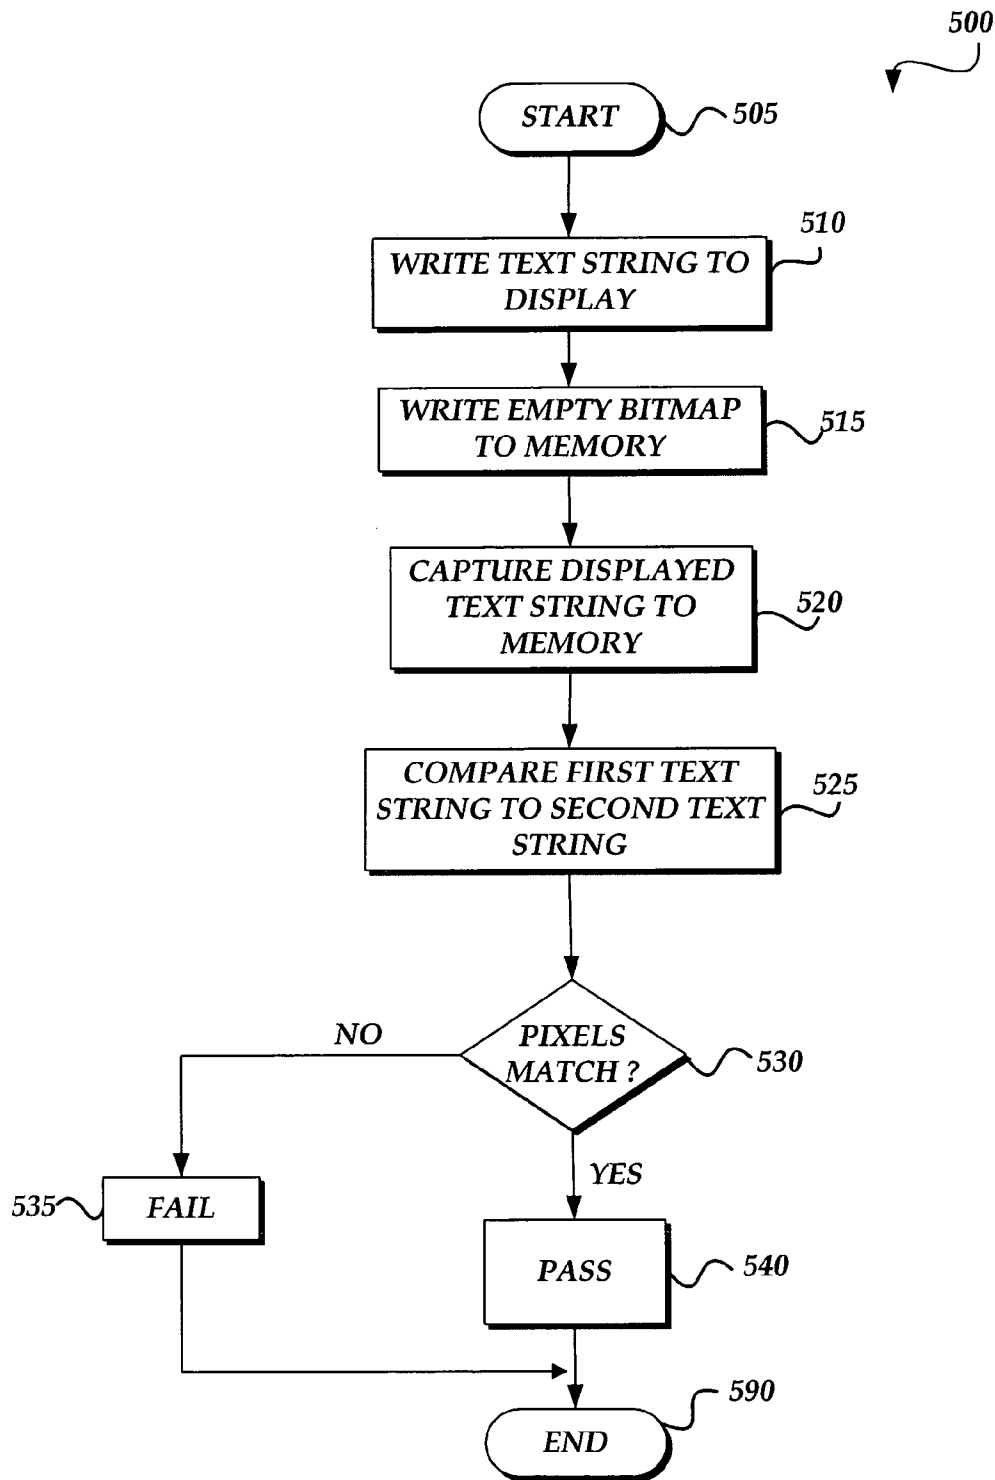 500
START
505
510
WRITE TEXT STRING TO
DISPLAY
WRITE EMPTY BITMAP
TO MEMORY
515
CAPTURE DISPLAYED
TEXT STRING TO
MEMORY
520
COMPARE FIRST TEXT
STRING TO SECOND TEXT
STRING
525
NO
PIXELS
MATCH ?
530
YES
535
FAIL
PASS
540
590
END